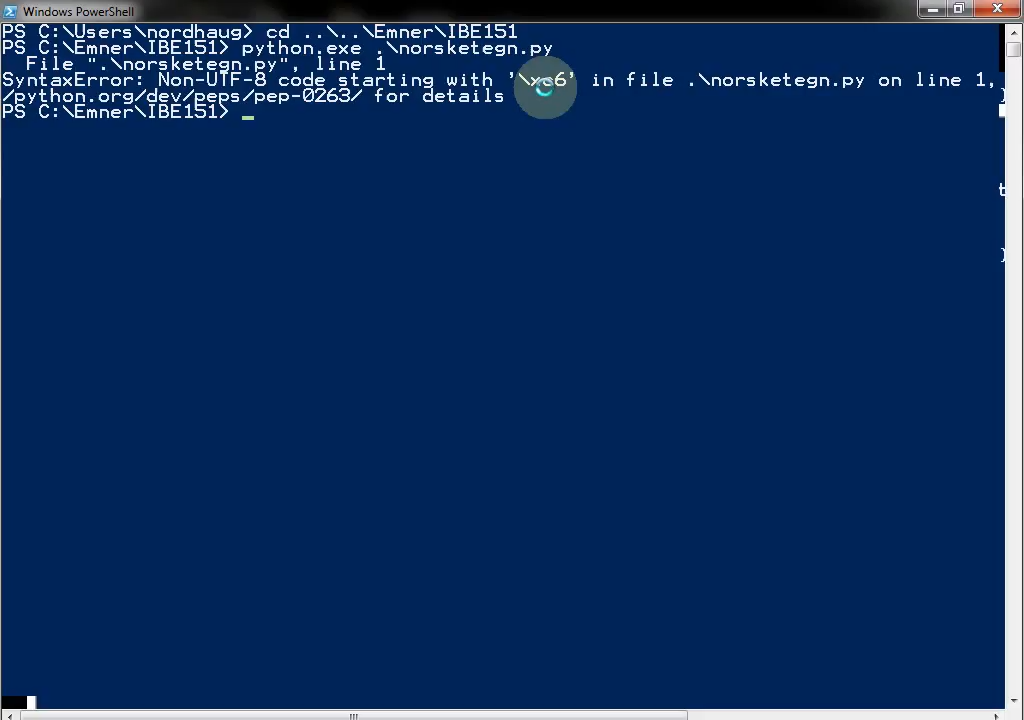 Windows PowerShell
PS C:\Users\nordhaug> cd ..\..\Emner\IBE151
PS C:\Emner\IBE151> python.exe .\norsketegn.py
File ".\norsketegn.py", line 1
SyntaxError: Non-UTF-8 code starting with '\xc6' in file .\norsketegn.py on line 1,
/python.org/dev/peps/pep-0263/ for details
PS C:\Emner\IBE151>